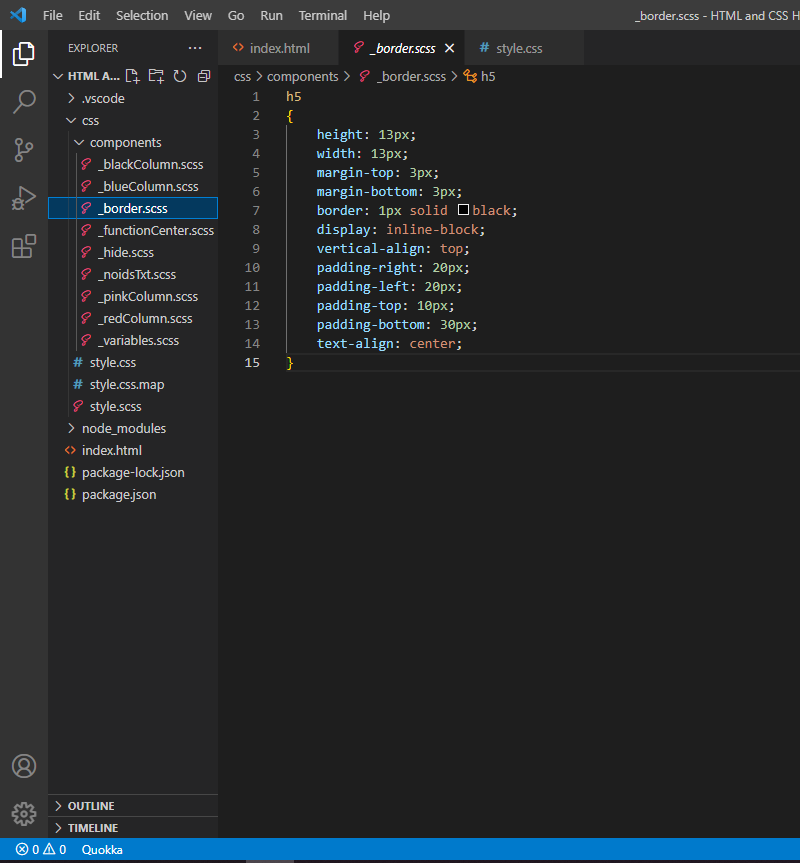 File Edit Selection View Go Run Terminal Help _border.scss - HTML and CSS H
EXPLORER ...
index.html _border.scss style.css
HTML A...
css > components > _border.scss > h5
.vscode
css
components
_blackColumn.scss
_blueColumn.scss
_border.scss
_functionCenter.scss
_hide.scss
_noidsTxt.scss
_pinkColumn.scss
_redColumn.scss
_variables.scss
# style.css
# style.css.map
style.scss
node_modules
<> index.html
{} package-lock.json
{} package.json
OUTLINE
TIMELINE
1 h5
2 {
3 height: 13px;
4 width: 13px;
5 margin-top: 3px;
6 margin-bottom: 3px;
7 border: 1px solid black;
8 display: inline-block;
9 vertical-align: top;
10 padding-right: 20px;
11 padding-left: 20px;
12 padding-top: 10px;
13 padding-bottom: 30px;
14 text-align: center;
15 }
0 0 Quokka